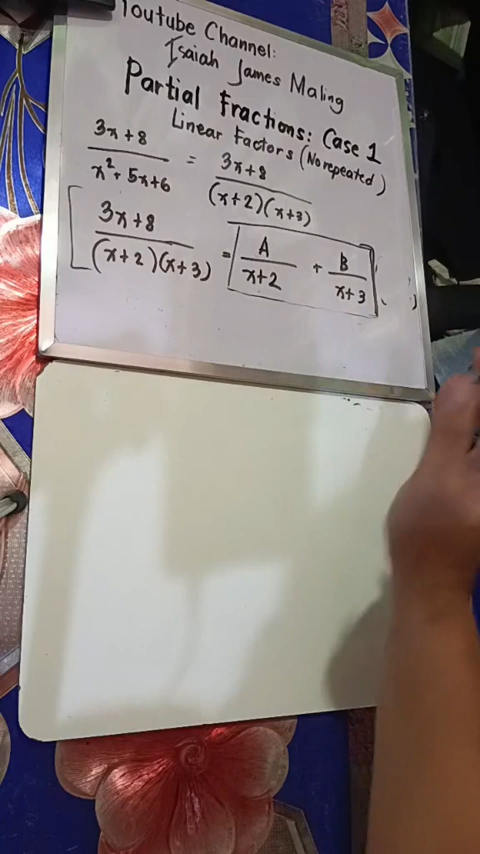 Youtube Channel:
Isaiah James Maling
Partial Fractions: Case 1
Linear Factors (No repeated)
3x+8 / x²+5x+6 = 3x+8 / (x+2)(x+3)
[ 3x+8 / (x+2)(x+3) = A / x+2 + B / x+3